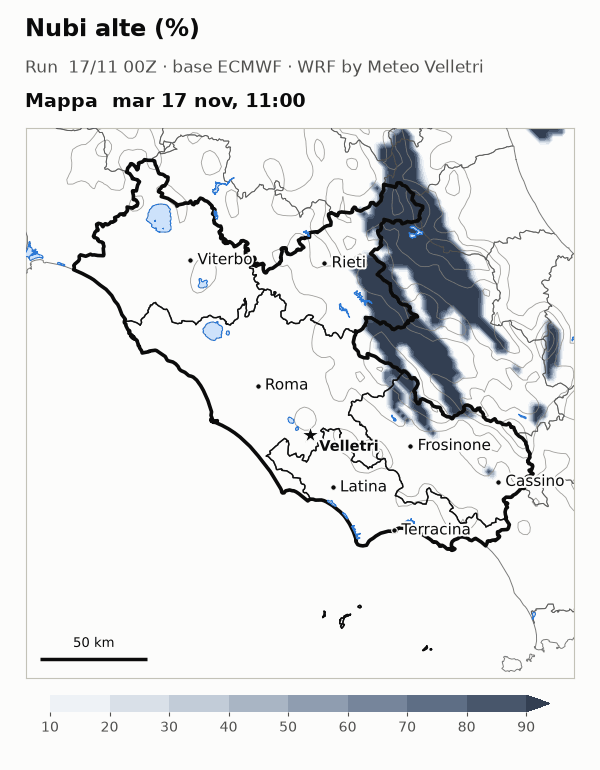 Nubi alte (%)
Run  17/11 00Z · base ECMWF · WRF by Meteo Velletri
Mappa  mar 17 nov, 11:00
Viterbo
Rieti
Roma
Velletri
Frosinone
Cassino
Latina
Terracina
50 km
10 20 30 40 50 60 70 80 90